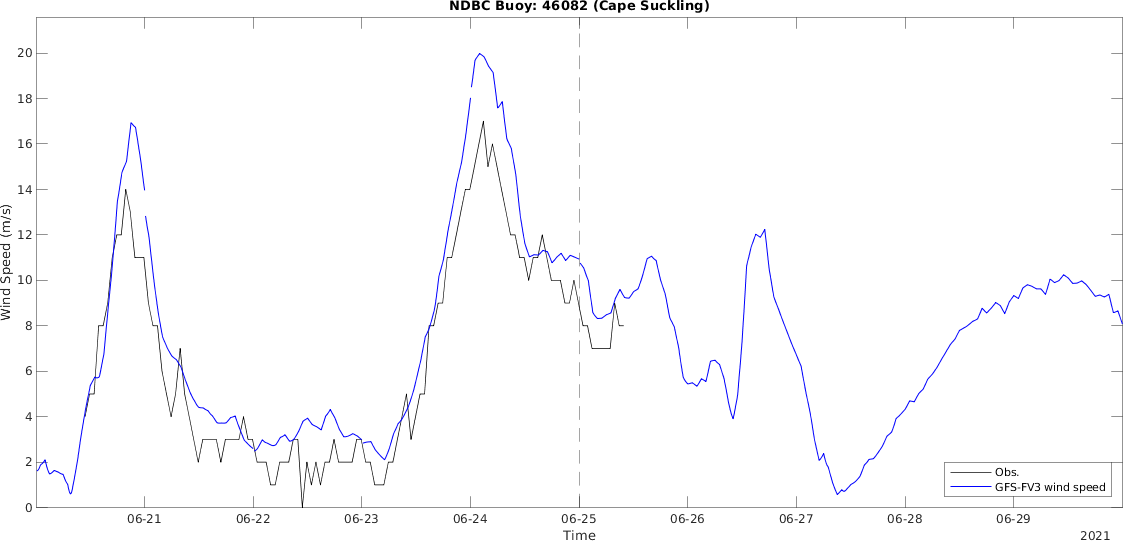 NDBC Buoy: 46082 (Cape Suckling)
Wind Speed (m/s)
20
18
16
14
12
10
8
6
4
2
0
06-21 06-22 06-23 06-24 06-25 06-26 06-27 06-28 06-29
Time
2021
Obs.
GFS-FV3 wind speed